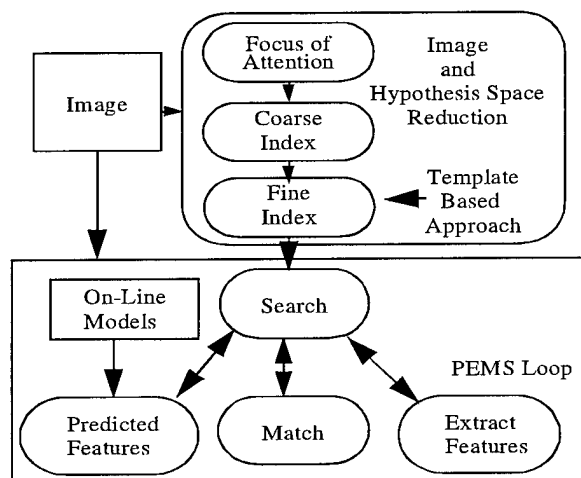 Focus of
Attention
Image
and
Hypothesis Space
Reduction
Image
Coarse
Index
Fine
Index
Template
Based
Approach
On-Line
Models
Search
PEMS Loop
Predicted
Features
Match
Extract
Features